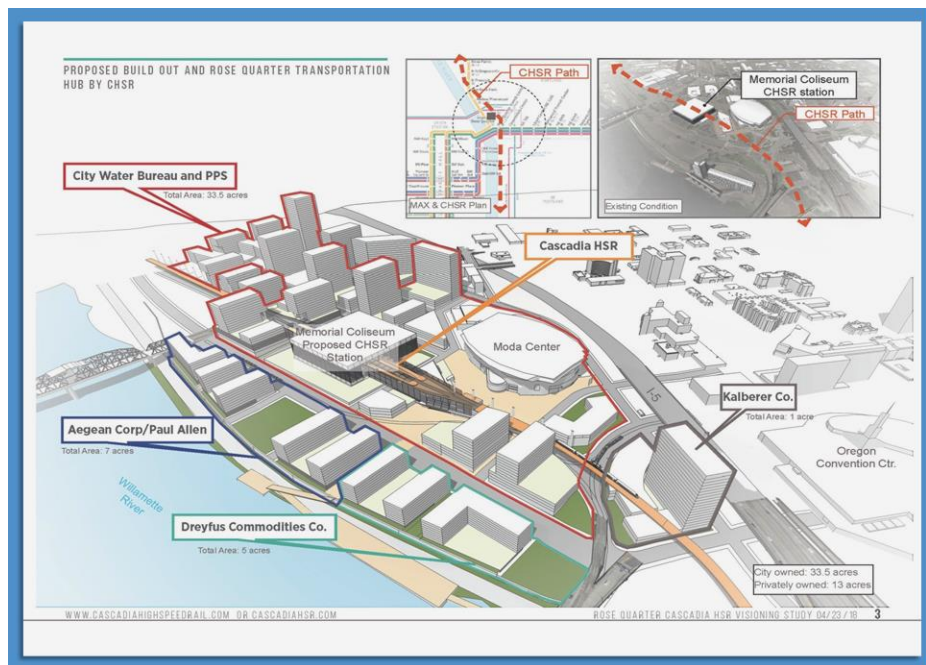 PROPOSED BUILD OUT AND ROSE QUARTER TRANSPORTATION
HUB BY CHSR
CHSR Path
MAX & CHSR Plan
Memorial Coliseum
CHSR station
CHSR Path
Existing Condition
City Water Bureau and PPS
Total Area: 33.5 acres
Cascadia HSR
Memorial Coliseum
Proposed CHSR
Station
Moda Center
I-5
Kalberer Co.
Total Area: 1 acre
Aegean Corp/Paul Allen
Total Area: 7 acres
Oregon
Convention Ctr.
Willamette
River
Dreyfus Commodities Co.
Total Area: 5 acres
City owned: 33.5 acres
Privately owned: 13 acres
WWW.CASCADIAHIGHSPEEDRAIL.COM OR CASCADIAHSR.COM
ROSE QUARTER CASCADIA HSR VISIONING STUDY 04/23/18 3